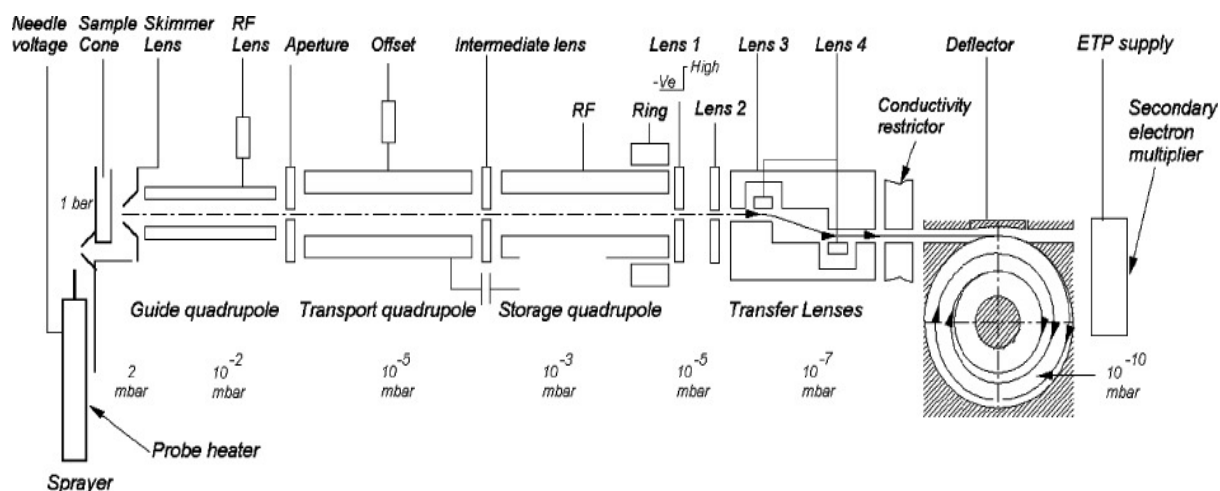 Needle
voltage
Sample
Cone
Skimmer
Lens
RF
Lens
Aperture
Offset
Intermediate lens
Lens 1
Lens 3
Lens 4
Deflector
ETP supply
High
-Ve
RF
Ring
Lens 2
Conductivity
restrictor
Secondary
electron
multiplier
1 bar
Guide quadrupole
Transport quadrupole
Storage quadrupole
Transfer Lenses
2
mbar
10-2
mbar
10-5
mbar
10-3
mbar
10-5
mbar
10-7
mbar
10-10
mbar
Probe heater
Sprayer